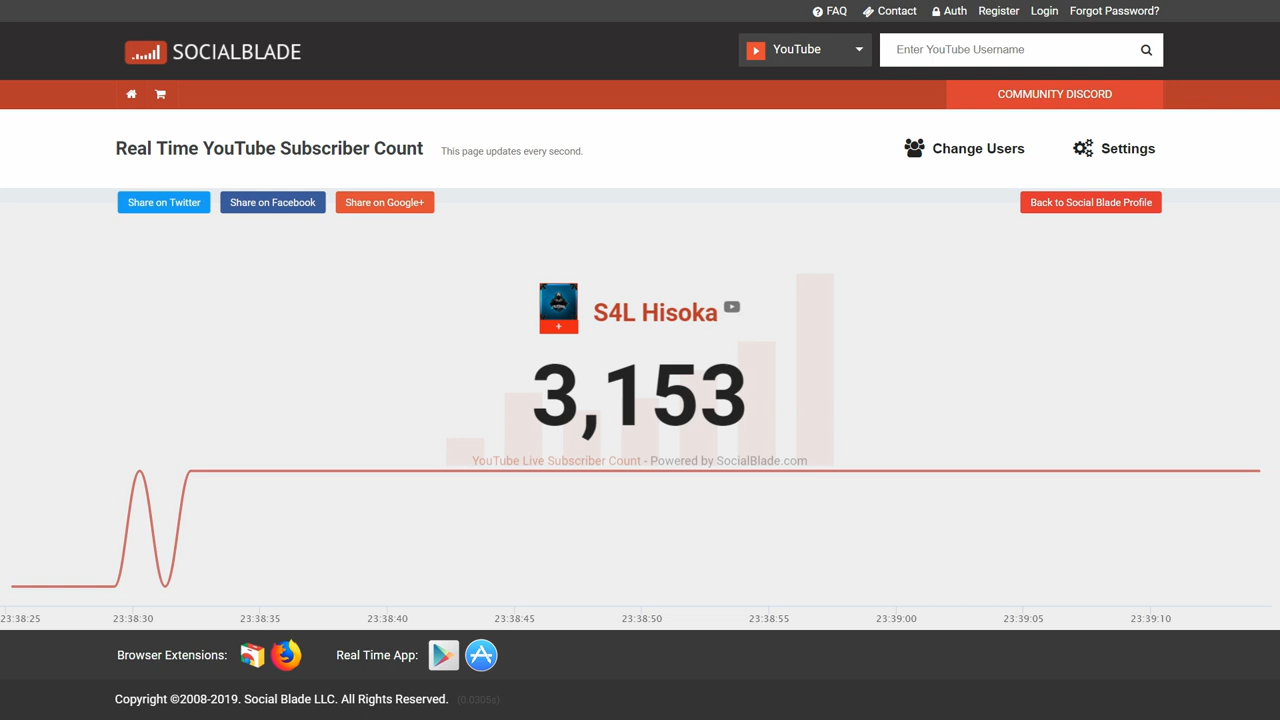 FAQ Contact Auth Register Login Forgot Password?
SOCIALBLADE
YouTube
Enter YouTube Username
COMMUNITY DISCORD
Real Time YouTube Subscriber Count
This page updates every second.
Change Users
Settings
Share on Twitter
Share on Facebook
Share on Google+
Back to Social Blade Profile
+
S4L Hisoka
3,153
YouTube Live Subscriber Count - Powered by SocialBlade.com
23:38:25 23:38:30 23:38:35 23:38:40 23:38:45 23:38:50 23:38:55 23:39:00 23:39:05 23:39:10
Browser Extensions:
Real Time App:
Copyright ©2008-2019. Social Blade LLC. All Rights Reserved. (0.0305s)